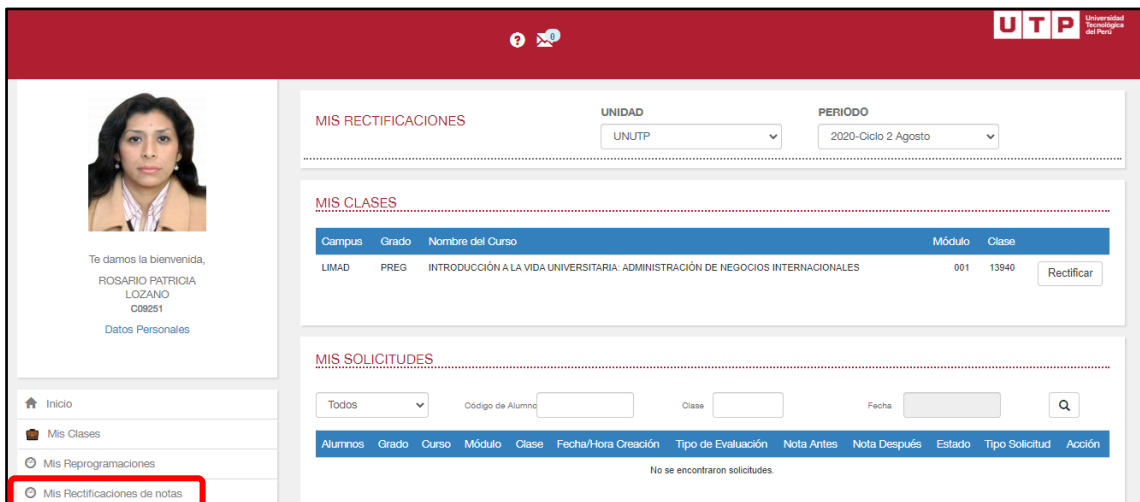 ? 0
UTP Universidad
Tecnológica
del Perú
MIS RECTIFICACIONES
UNIDAD
UNUTP
PERIODO
2020-Ciclo 2 Agosto
MIS CLASES
Campus Grado Nombre del Curso Módulo Clase
LIMAD PREG INTRODUCCIÓN A LA VIDA UNIVERSITARIA: ADMINISTRACIÓN DE NEGOCIOS INTERNACIONALES 001 13940 Rectificar
Te damos la bienvenida,
ROSARIO PATRICIA
LOZANO
C09251
Datos Personales
MIS SOLICITUDES
Todos Código de Alumno Clase Fecha
Alumnos Grado Curso Módulo Clase Fecha/Hora Creación Tipo de Evaluación Nota Antes Nota Después Estado Tipo Solicitud Acción
No se encontraron solicitudes.
Inicio
Mis Clases
Mis Reprogramaciones
Mis Rectificaciones de notas